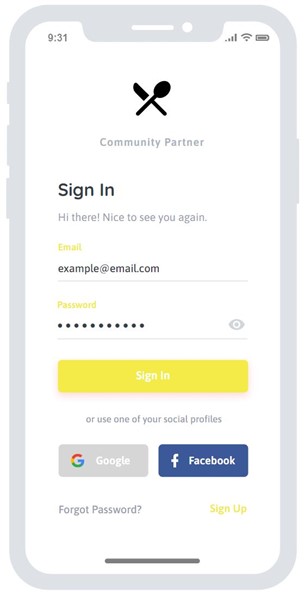 9:31
Community Partner
Sign In
Hi there! Nice to see you again.
Email
example@email.com
Password
Sign In
or use one of your social profiles
Google
Facebook
Forgot Password?
Sign Up